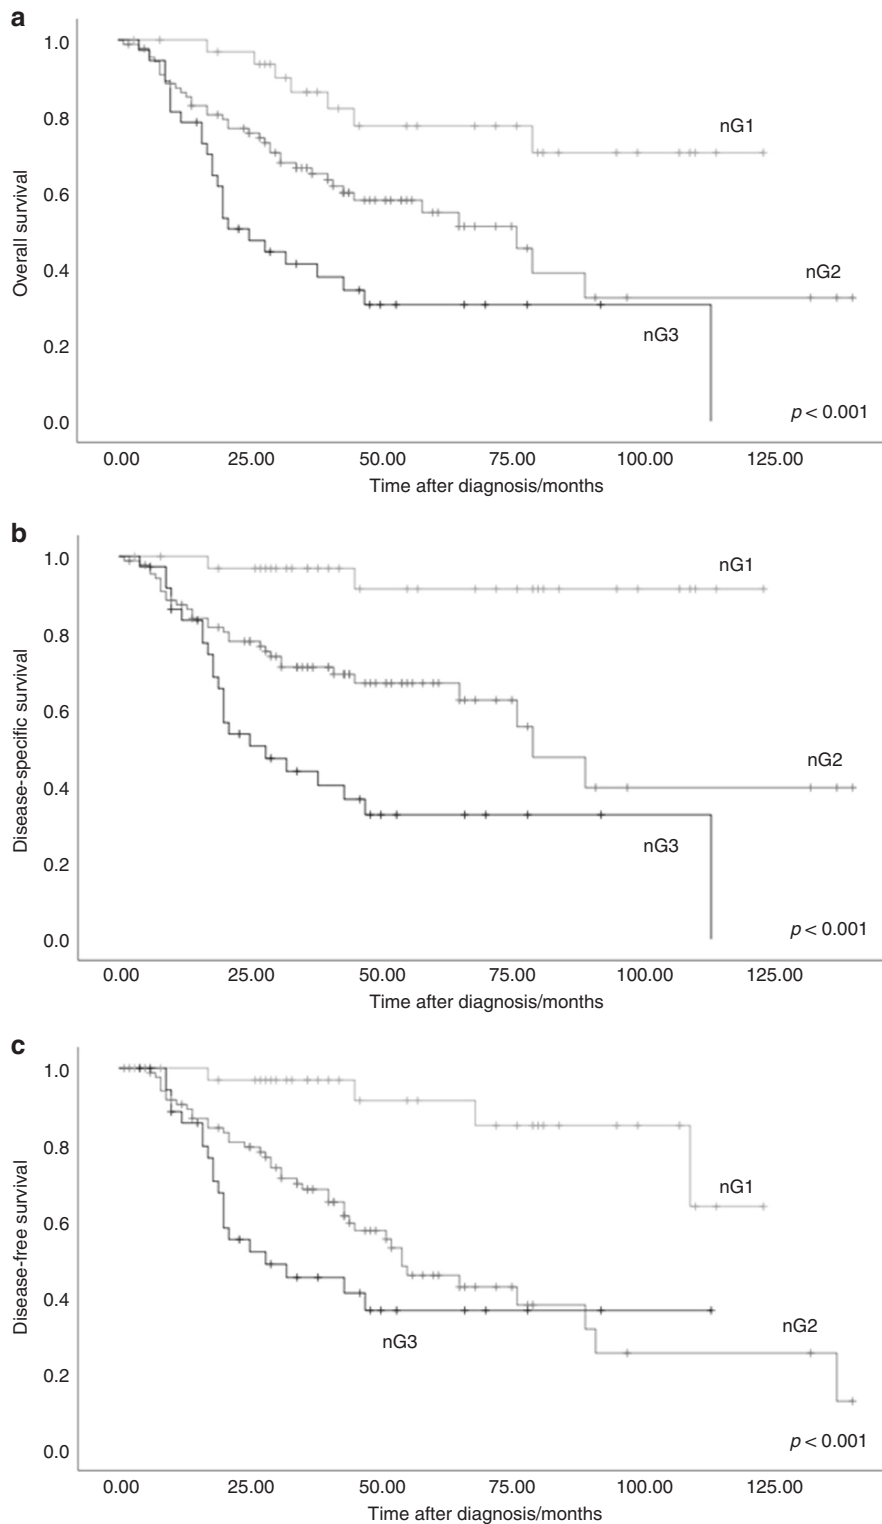 a
1.0
0.8
0.6
0.4
0.2
0.0
Overall survival
nG1
nG2
nG3
p < 0.001
0.00 25.00 50.00 75.00 100.00 125.00
Time after diagnosis/months
b
1.0
0.8
0.6
0.4
0.2
0.0
Disease-specific survival
nG1
nG2
nG3
p < 0.001
0.00 25.00 50.00 75.00 100.00 125.00
Time after diagnosis/months
c
1.0
0.8
0.6
0.4
0.2
0.0
Disease-free survival
nG1
nG2
nG3
p < 0.001
0.00 25.00 50.00 75.00 100.00 125.00
Time after diagnosis/months